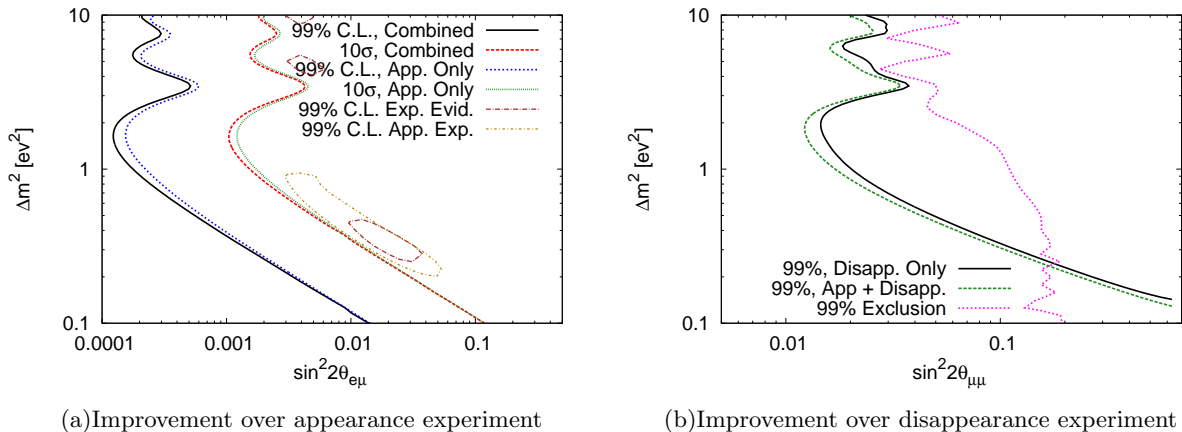 10
1
0.1
Δm² [ev²]
0.0001
0.001
0.01
0.1
sin²2θeμ
99% C.L., Combined
10σ, Combined
99% C.L., App. Only
10σ, App. Only
99% C.L. Exp. Evid.
99% C.L. App. Exp.
(a)Improvement over appearance experiment
10
1
0.1
Δm² [ev²]
0.01
0.1
sin²2θμμ
99%, Disapp. Only
99%, App + Disapp.
99% Exclusion
(b)Improvement over disappearance experiment